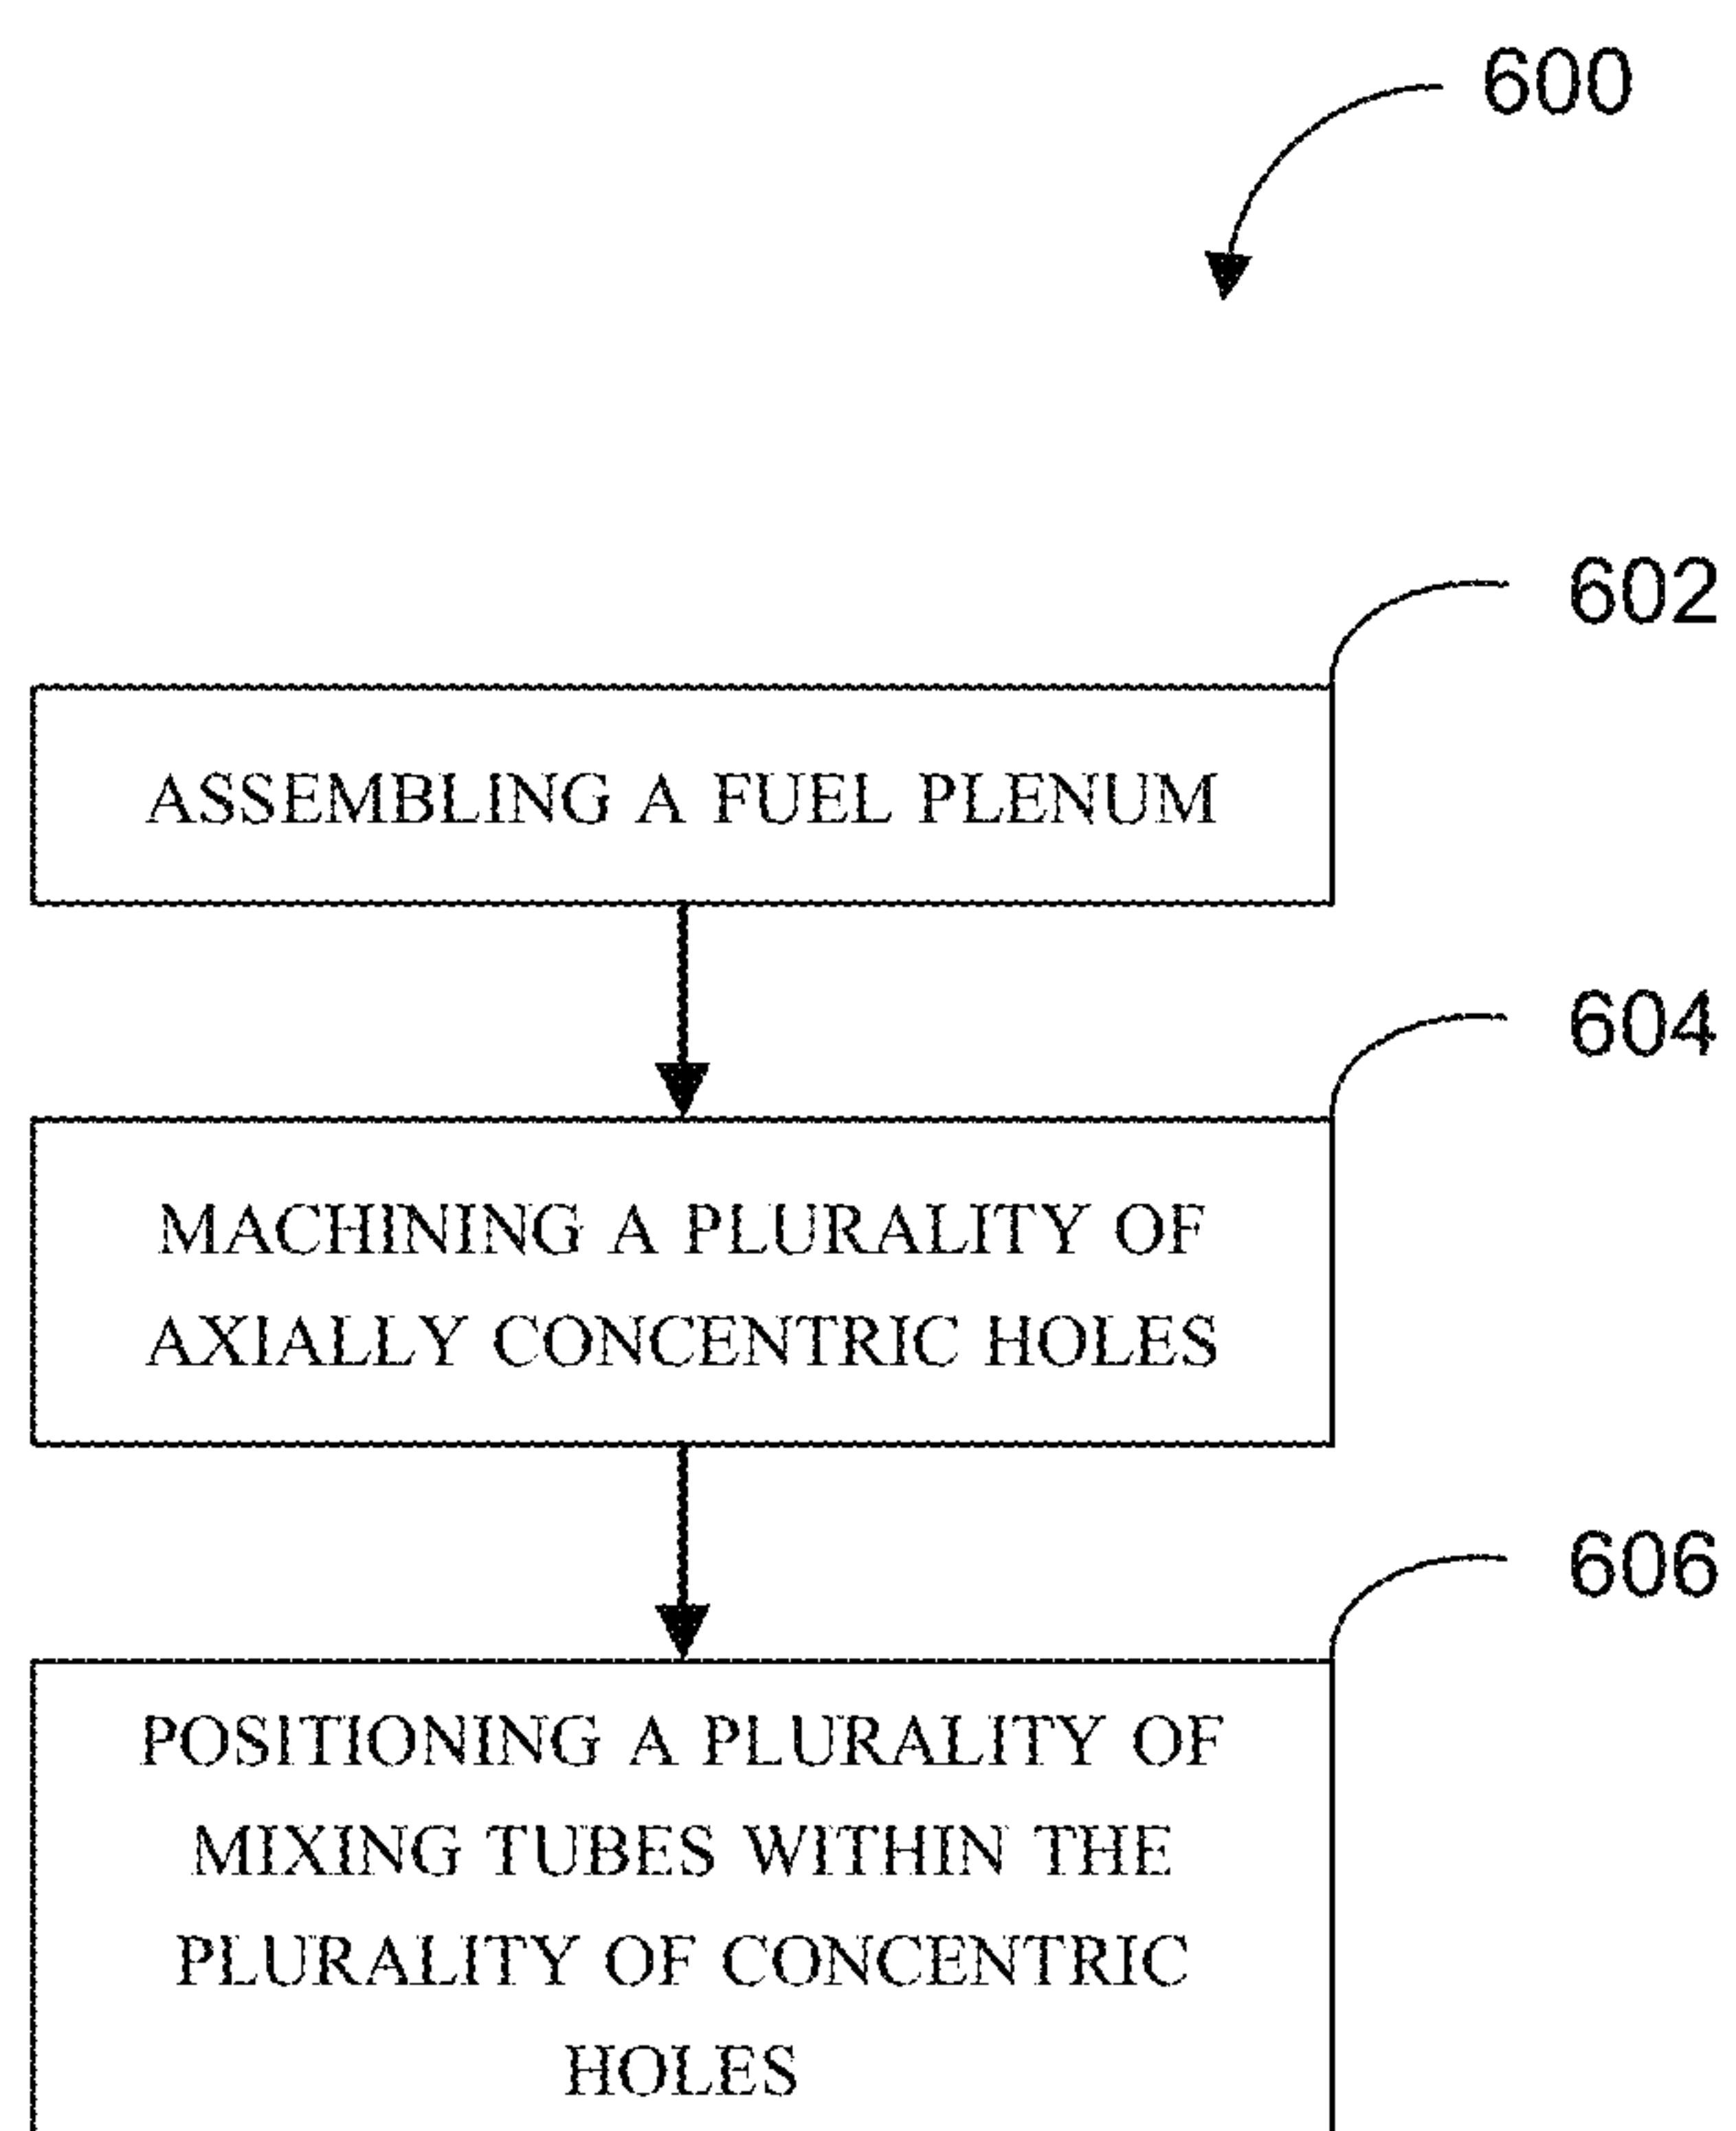 600
602
ASSEMBLING A FUEL PLENUM
604
MACHINING A PLURALITY OF
AXIALLY CONCENTRIC HOLES
606
POSITIONING A PLURALITY OF
MIXING TUBES WITHIN THE
PLURALITY OF CONCENTRIC
HOLES